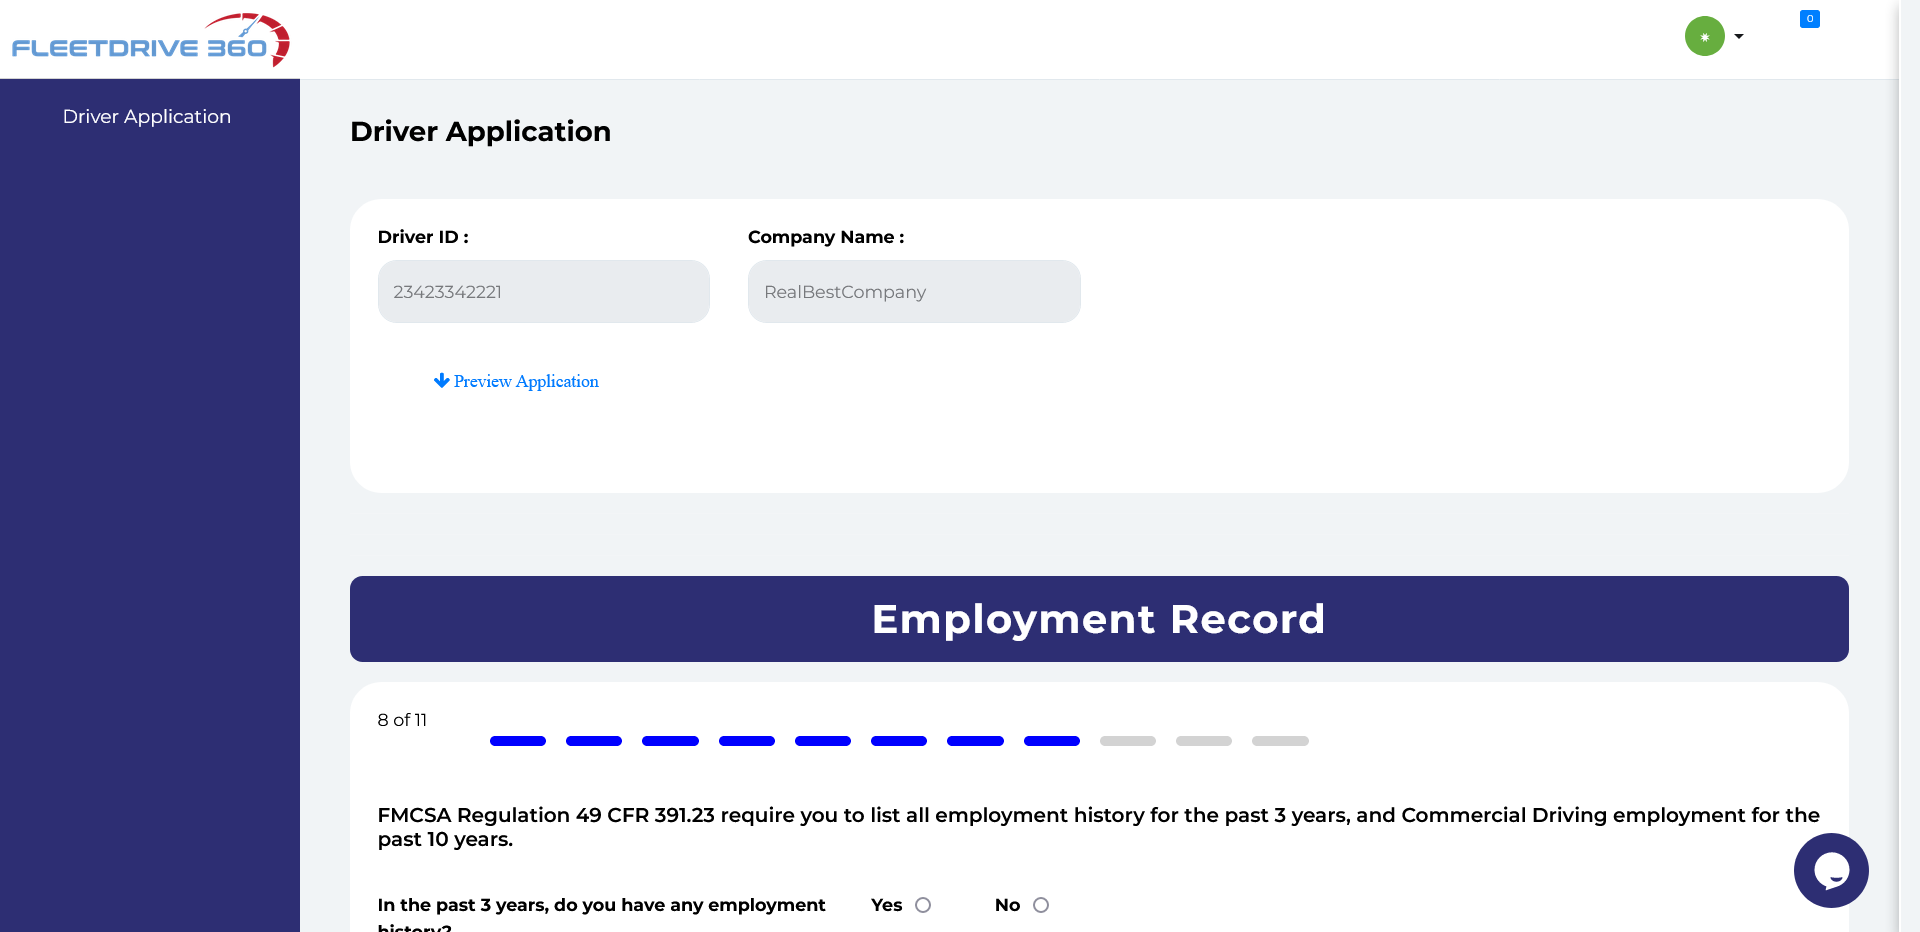 FLEETDRIVE 360
0
Driver Application
Driver Application
Driver ID :
Company Name :
23423342221
RealBestCompany
Preview Application
Employment Record
8 of 11
FMCSA Regulation 49 CFR 391.23 require you to list all employment history for the past 3 years, and Commercial Driving employment for the
past 10 years.
In the past 3 years, do you have any employment
history?
Yes
No